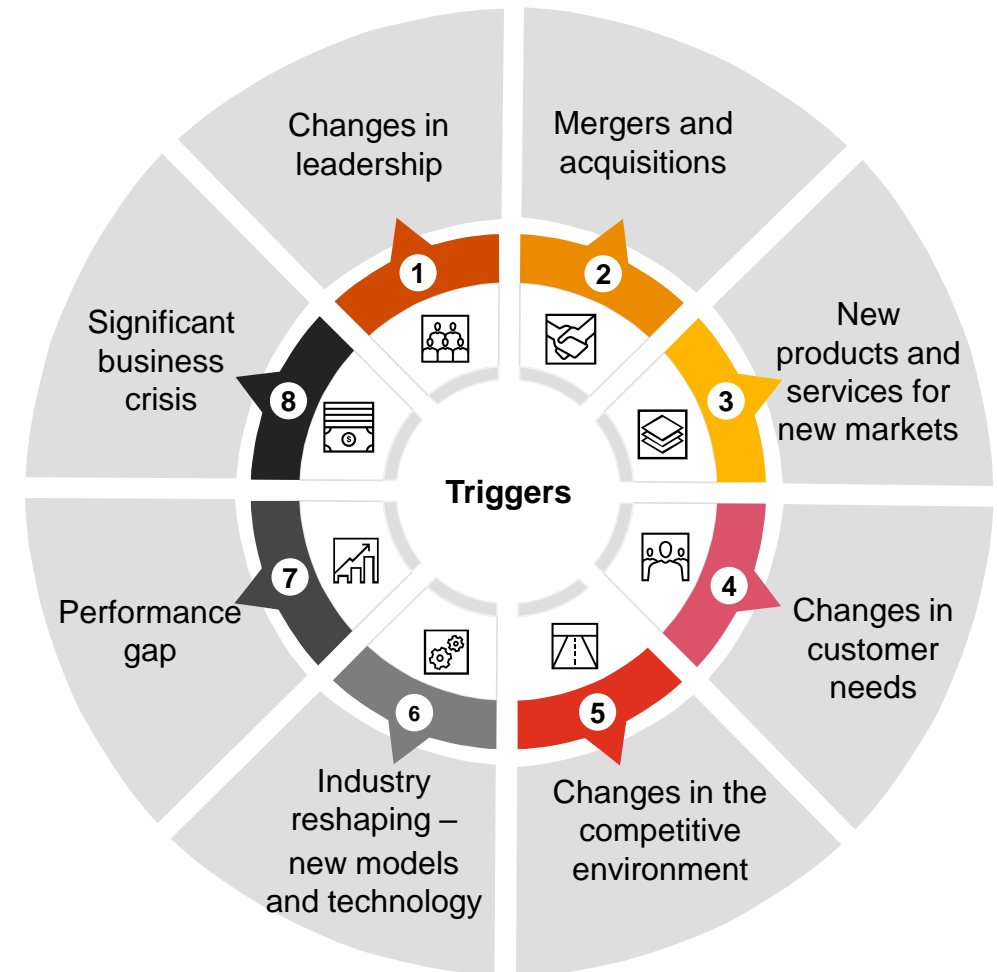 Changes in
leadership
1
Mergers and
acquisitions
2
New
products and
services for
new markets
3
Changes in
customer
needs
4
Changes in the
competitive
environment
5
Industry
reshaping –
new models
and technology
6
Performance
gap
7
Significant
business
crisis
8
$
Triggers